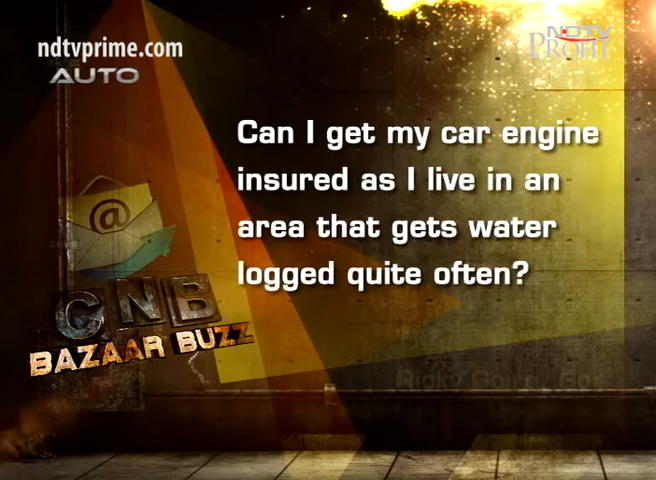 ndtvprime.com
AUTO
NDTV
PROFIT
Can I get my car engine
insured as I live in an
area that gets water
logged quite often?
@
CNB
BAZAAR BUZZ